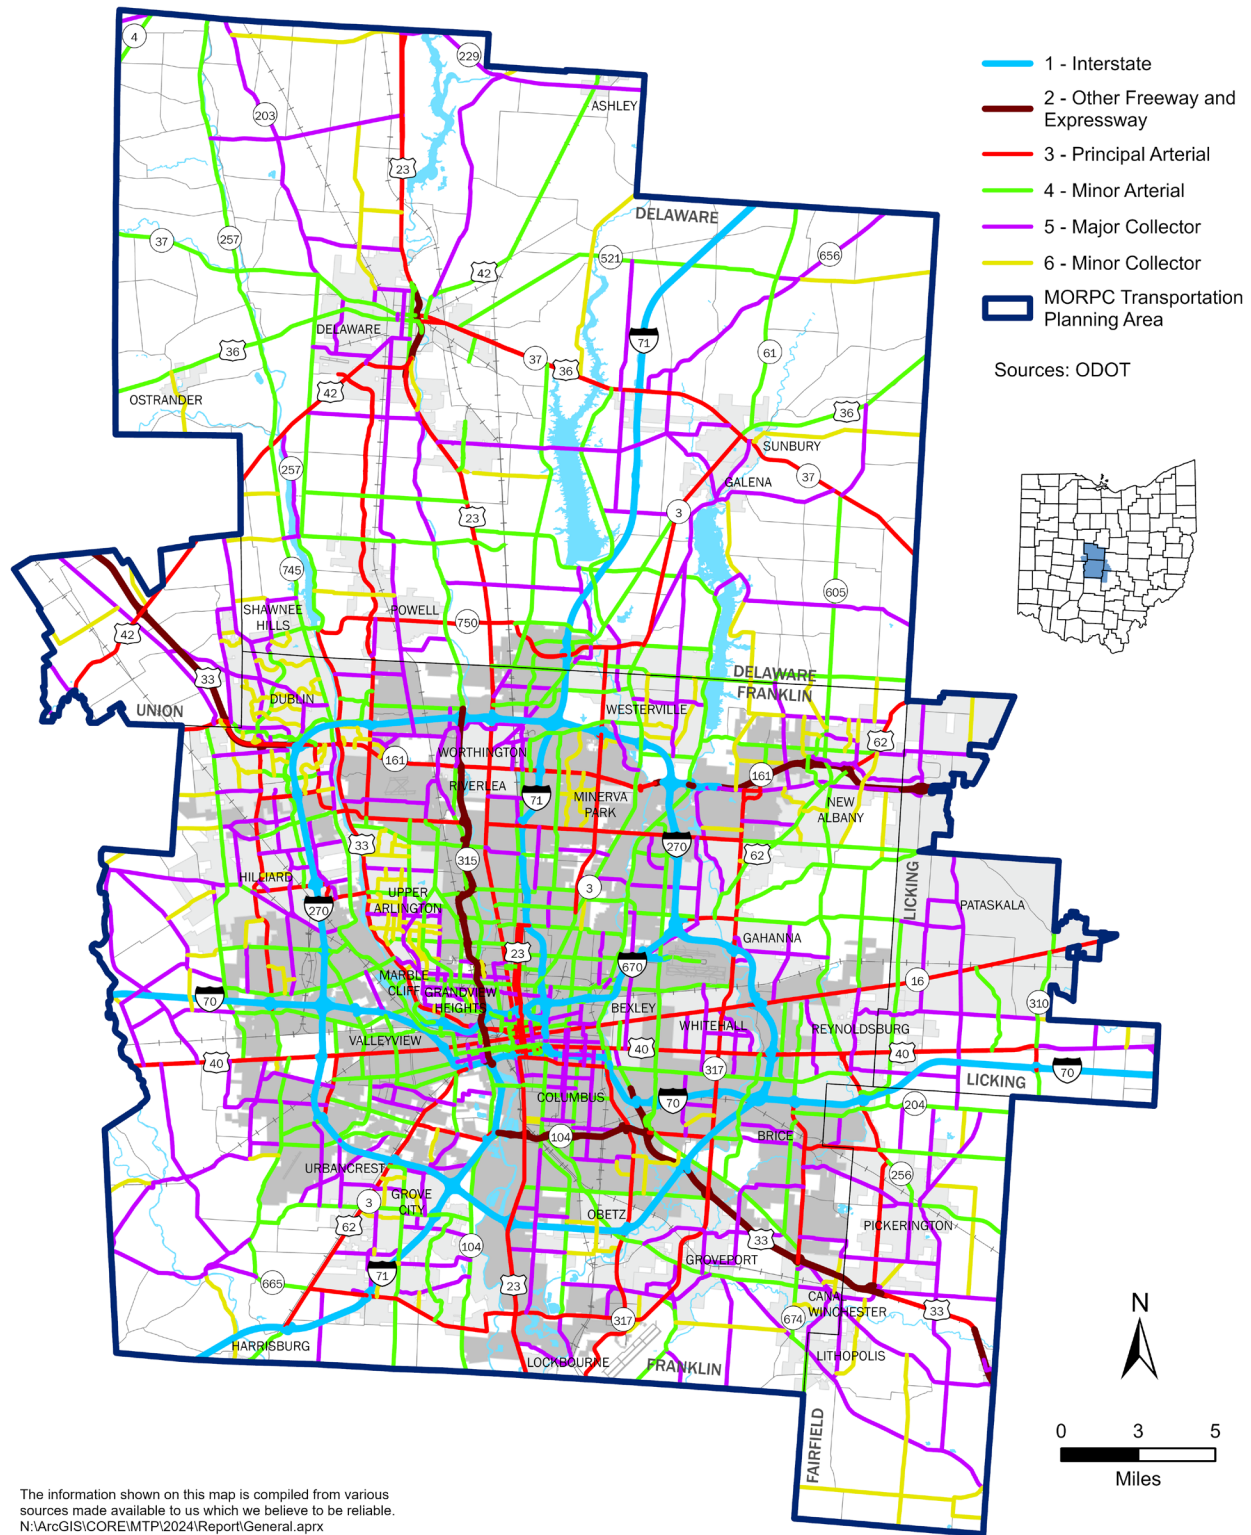 4
229
1 - Interstate
2 - Other Freeway and
Expressway
3 - Principal Arterial
4 - Minor Arterial
5 - Major Collector
6 - Minor Collector
MORPC Transportation
Planning Area
Sources: ODOT
203
ASHLEY
23
DELAWARE
37
257
42
521
656
DELAWARE
71
36
37
36
61
42
OSTRANDER
36
SUNBURY
257
37
GALENA
23
3
745
605
SHAWNEE
HILLS
POWELL
750
42
33
DELAWARE
FRANKLIN
DUBLIN
UNION
WESTERVILLE
62
161
WORTHINGTON
161
RIVERLEA
71
MINERVA
PARK
NEW
ALBANY
33
270
62
315
HILLIARD
UPPER
ARLINGTON
3
LICKING
270
PATASKALA
23
GAHANNA
670
MARBLE
CLIFF
GRANDVIEW
HEIGHTS
16
70
BEXLEY
310
WHITEHALL
REYNOLDSBURG
VALLEYVIEW
40
40
40
317
70
LICKING
COLUMBUS
70
204
104
BRICE
URBANCREST
256
3
GROVE
CITY
62
OBETZ
PICKERINGTON
104
33
GROVEPORT
71
665
23
CANAL
WINCHESTER
33
N
317
674
HARRISBURG
LITHOPOLIS
LOCKBOURNE
FRANKLIN
FAIRFIELD
0 3 5
Miles
The information shown on this map is compiled from various
sources made available to us which we believe to be reliable.
N:\ArcGIS\CORE\MTP\2024\Report\General.aprx